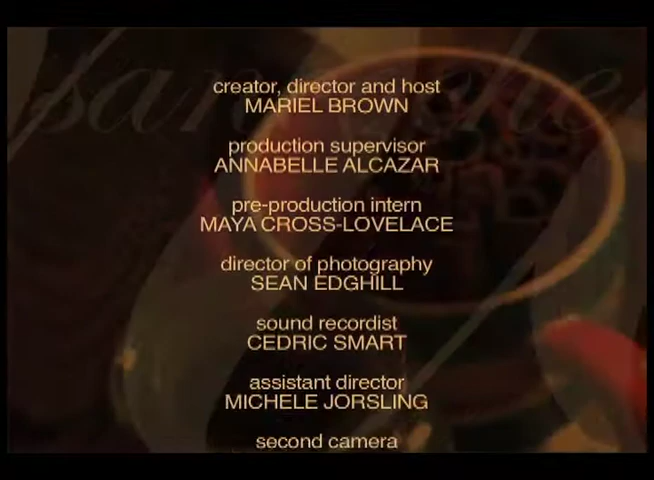 creator, director and host
MARIEL BROWN
production supervisor
ANNABELLE ALCAZAR
pre-production intern
MAYA CROSS-LOVELACE
director of photography
SEAN EDGHILL
sound recordist
CEDRIC SMART
assistant director
MICHELE JORSLING
second camera